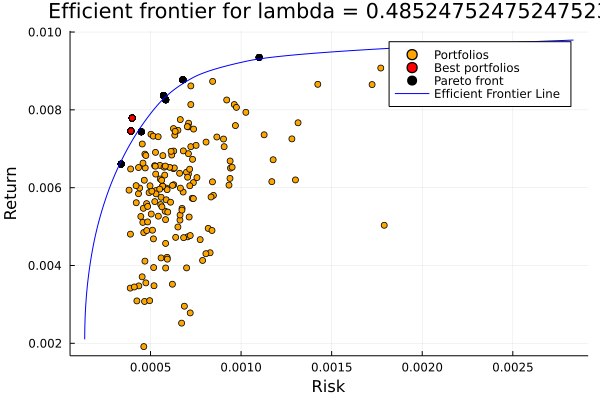 Efficient frontier for lambda = 0.4852475247524752
Return
0.010
0.008
0.006
0.004
0.002
Portfolios
Best portfolios
Pareto front
Efficient Frontier Line
0.0005
0.0010
0.0015
0.0020
0.0025
Risk